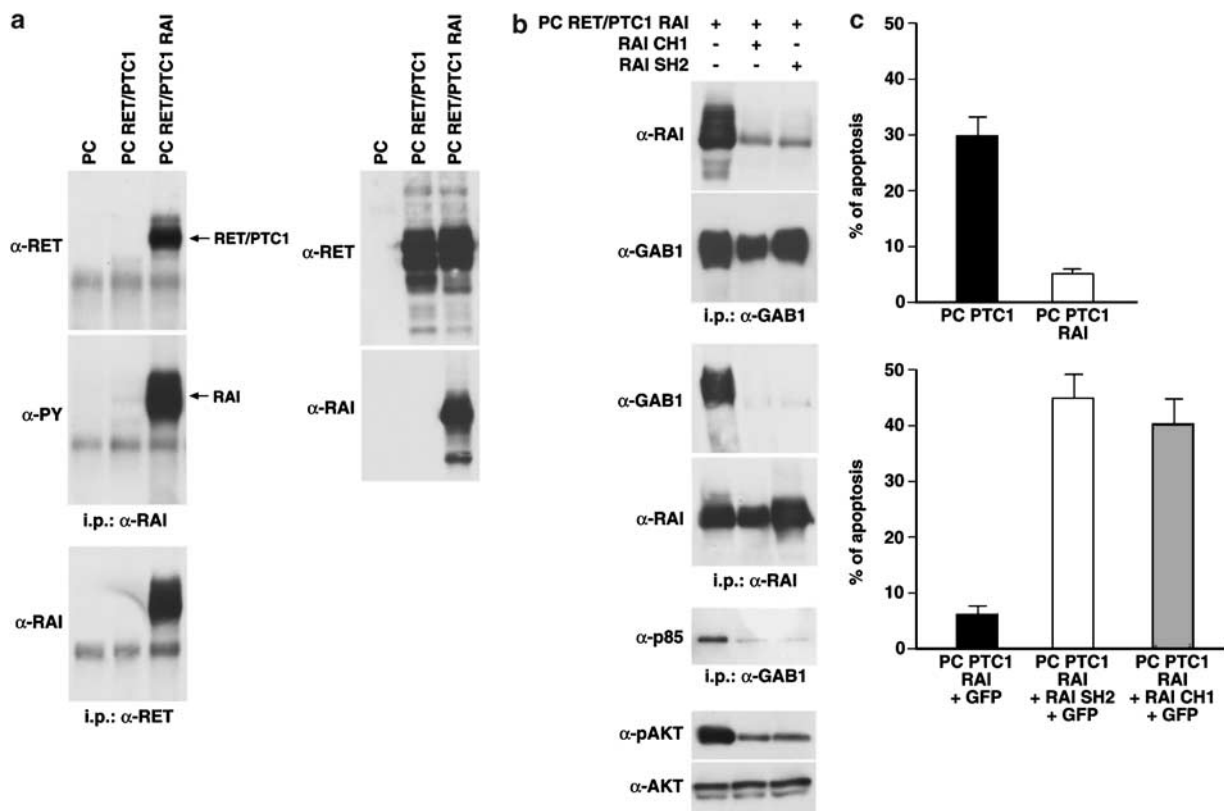 a
PC
PC RET/PTC1
PC RET/PTC1 RAI
α-RET
RET/PTC1
α-PY
RAI
i.p.: α-RAI
α-RAI
i.p.: α-RET
PC
PC RET/PTC1
PC RET/PTC1 RAI
α-RET
α-RAI
b
PC RET/PTC1 RAI + + +
RAI CH1 - + -
RAI SH2 - - +
α-RAI
α-GAB1
i.p.: α-GAB1
α-GAB1
α-RAI
i.p.: α-RAI
α-p85
i.p.: α-GAB1
α-pAKT
α-AKT
c
% of apoptosis
50
40
30
20
10
0
PC PTC1
PC PTC1
RAI
% of apoptosis
50
40
30
20
10
0
PC PTC1
RAI
+ GFP
PC PTC1
RAI
+ RAI SH2
+ GFP
PC PTC1
RAI
+ RAI CH1
+ GFP